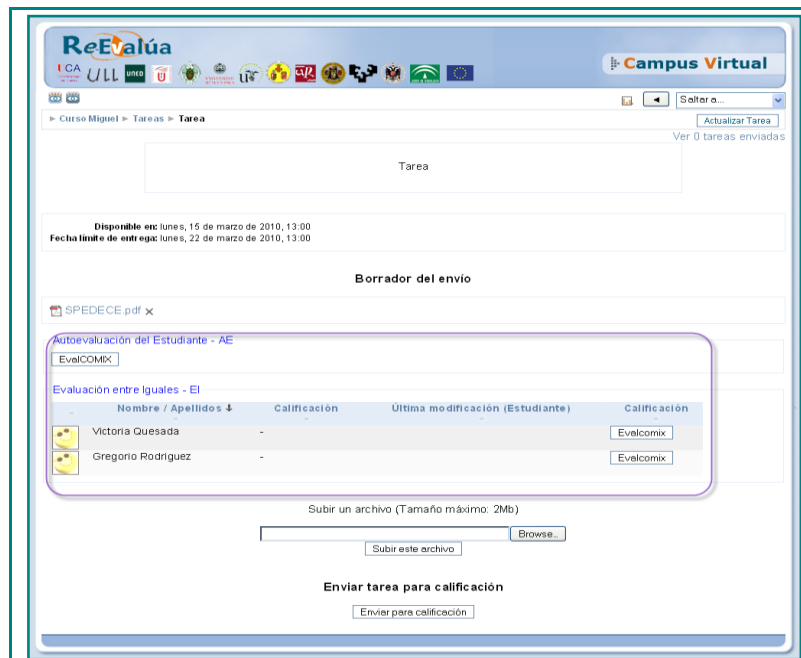 ReEvalúa
UCA ULL unco
Campus Virtual
Saltar a...
► Curso Miguel ► Tareas ► Tarea
Actualizar Tarea
Ver 0 tareas enviadas
Tarea
Disponible en: lunes, 15 de marzo de 2010, 13:00
Fecha límite de entrega: lunes, 22 de marzo de 2010, 13:00
Borrador del envío
SPEDECE.pdf
Autoevaluación del Estudiante - AE
EvalCOMIX
Evaluación entre Iguales - EI
Nombre / Apellidos Calificación Última modificación (Estudiante) Calificación
Victoria Quesada - Evalcomix
Gregorio Rodriguez - Evalcomix
Subir un archivo (Tamaño máximo: 2Mb)
Browse...
Subir este archivo
Enviar tarea para calificación
Enviar para calificación